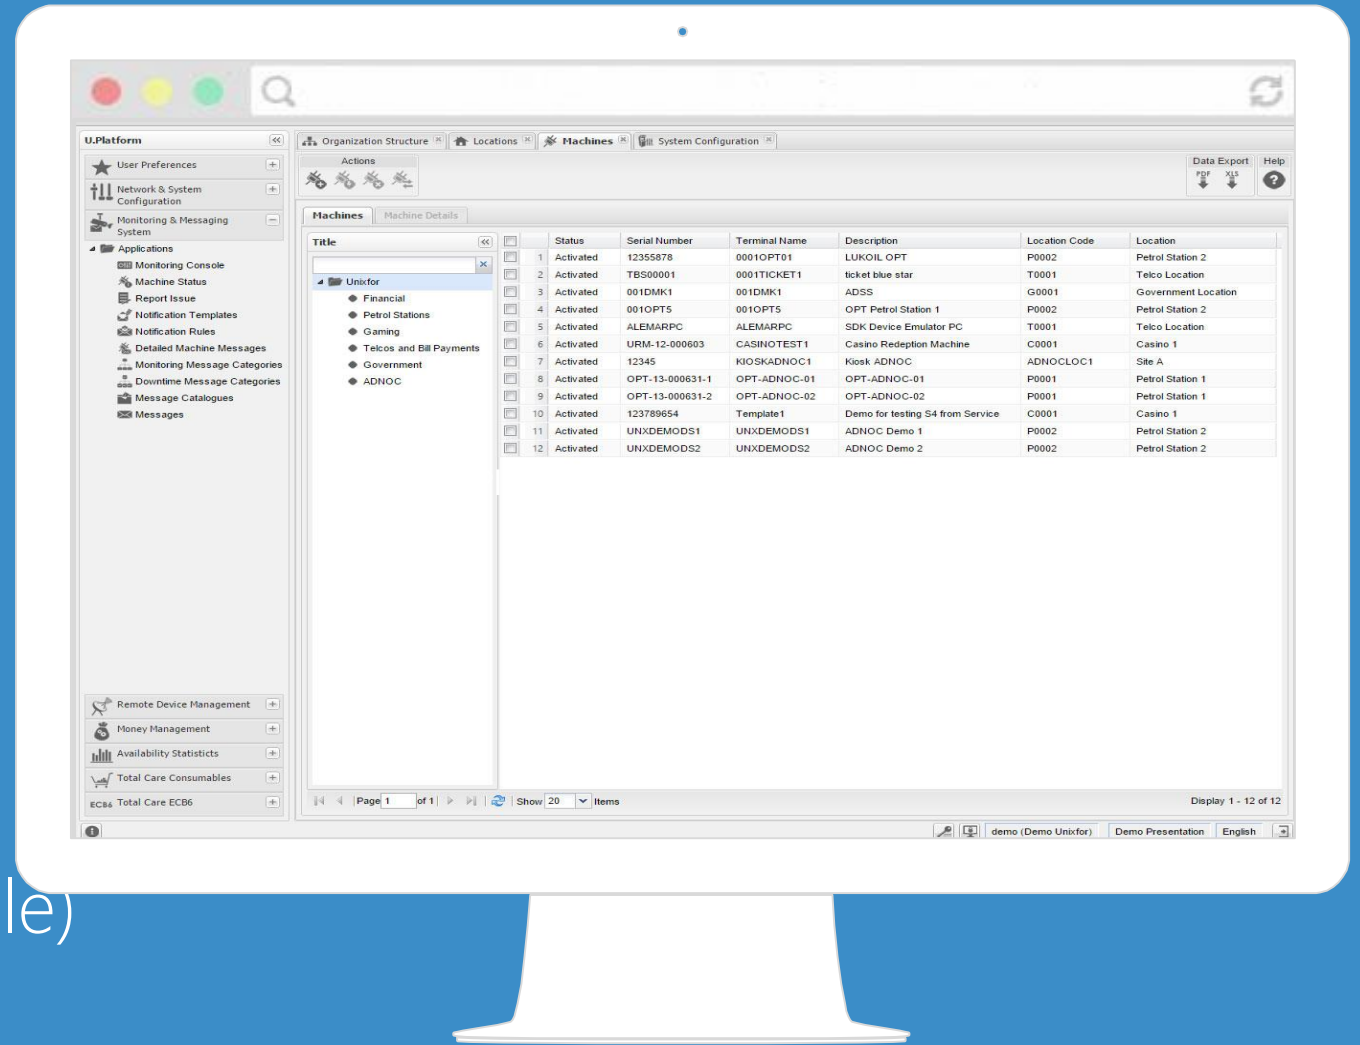 U.Platform
User Preferences
Network & System
Configuration
Monitoring & Messaging
System
Applications
Monitoring Console
Machine Status
Report Issue
Notification Templates
Notification Rules
Detailed Machine Messages
Monitoring Message Categories
Downtime Message Categories
Message Catalogues
Messages
Remote Device Management
Money Management
Availability Statisticts
Total Care Consumables
ECB6 Total Care ECB6
Organization Structure Locations Machines System Configuration
Actions
Data Export Help
PDF XLS
Machines Machine Details
Title
Unixfor
Financial
Petrol Stations
Gaming
Telcos and Bill Payments
Government
ADNOC
Status Serial Number Terminal Name Description Location Code Location
1 Activated 12355878 0001OPT01 LUKOIL OPT P0002 Petrol Station 2
2 Activated TBS00001 0001TICKET1 ticket blue star T0001 Telco Location
3 Activated 001DMK1 001DMK1 ADSS G0001 Government Location
4 Activated 001OPT5 001OPT5 OPT Petrol Station 1 P0002 Petrol Station 2
5 Activated ALEMARPC ALEMARPC SDK Device Emulator PC T0001 Telco Location
6 Activated URM-12-000603 CASINOTEST1 Casino Redeption Machine C0001 Casino 1
7 Activated 12345 KIOSKADNOC1 Kiosk ADNOC ADNOCLOC1 Site A
8 Activated OPT-13-000631-1 OPT-ADNOC-01 OPT-ADNOC-01 P0001 Petrol Station 1
9 Activated OPT-13-000631-2 OPT-ADNOC-02 OPT-ADNOC-02 P0001 Petrol Station 1
10 Activated 123789654 Template1 Demo for testing S4 from Service C0001 Casino 1
11 Activated UNXDEMODS1 UNXDEMODS1 ADNOC Demo 1 P0002 Petrol Station 2
12 Activated UNXDEMODS2 UNXDEMODS2 ADNOC Demo 2 P0002 Petrol Station 2
Page 1 of 1 Show 20 Items Display 1 - 12 of 12
demo (Demo Unixfor) Demo Presentation English
le)